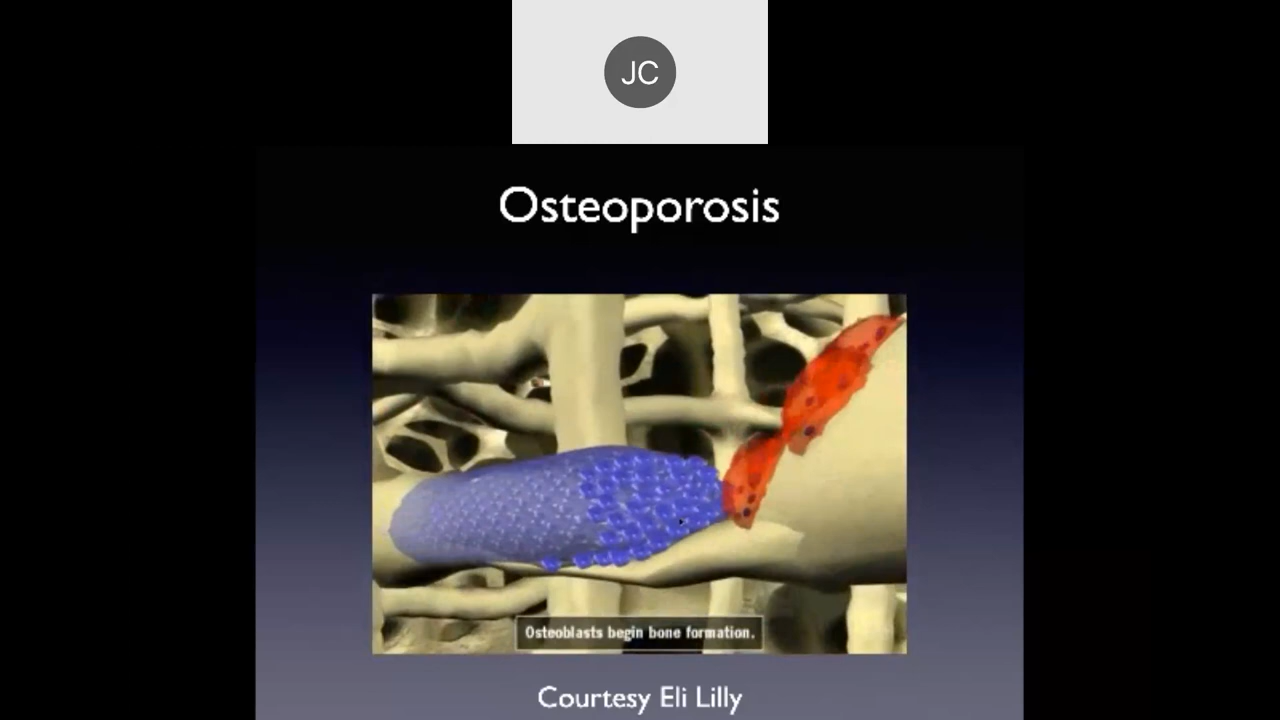 JC
Osteoporosis
Osteoblasts begin bone formation.
Courtesy Eli Lilly